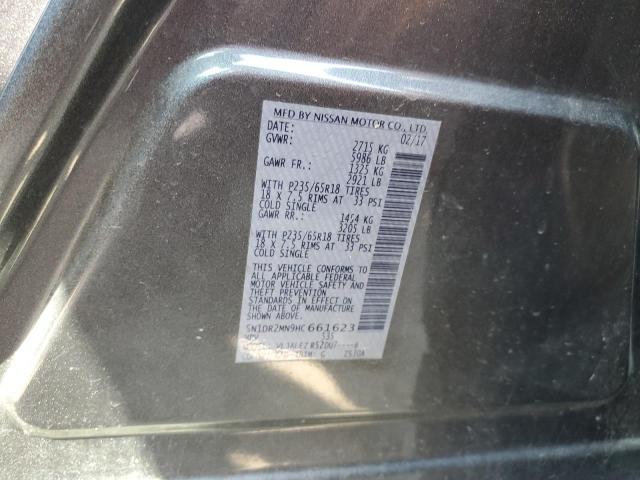 MFD BY NISSAN MOTOR CO., LTD.
DATE: 02/17
GVWR: 2715 KG
5986 LB
GAWR FR.: 1325 KG
2921 LB
WITH P235/65R18 TIRES
18 X 7.5 RIMS AT 33 PSI
COLD SINGLE
GAWR RR.: 1454 KG
3205 LB
WITH P235/65R18 TIRES
18 X 7.5 RIMS AT 33 PSI
COLD SINGLE
THIS VEHICLE CONFORMS TO
ALL APPLICABLE FEDERAL
MOTOR VEHICLE SAFETY AND
THEFT PREVENTION
STANDARDS IN EFFECT ON
THE DATE OF MANUFACTURE
SHOWN ABOVE.
5N1DR2MN9HC661623
MPV 535
TRIM: G